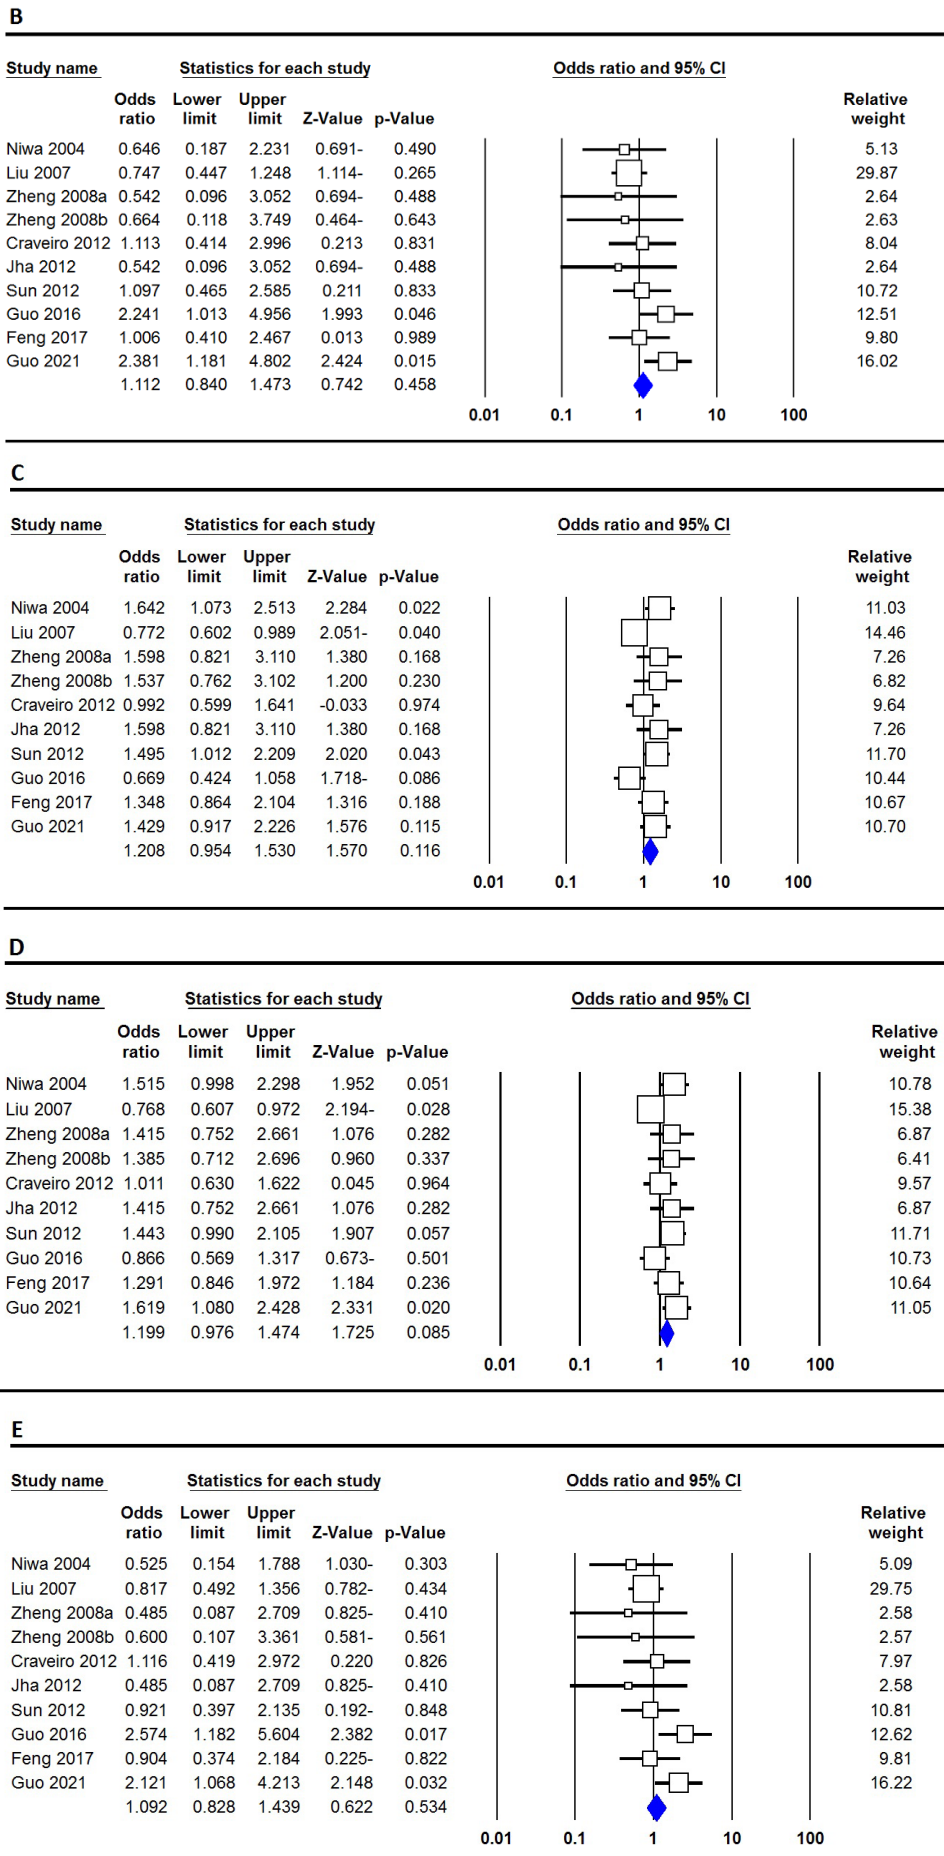 B
Study name Statistics for each study Odds ratio and 95% CI
Odds Lower Upper Relative
ratio limit limit Z-Value p-Value weight
Niwa 2004 0.646 0.187 2.231 0.691- 0.490 5.13
Liu 2007 0.747 0.447 1.248 1.114- 0.265 29.87
Zheng 2008a 0.542 0.096 3.052 0.694- 0.488 2.64
Zheng 2008b 0.664 0.118 3.749 0.464- 0.643 2.63
Craveiro 2012 1.113 0.414 2.996 0.213 0.831 8.04
Jha 2012 0.542 0.096 3.052 0.694- 0.488 2.64
Sun 2012 1.097 0.465 2.585 0.211 0.833 10.72
Guo 2016 2.241 1.013 4.956 1.993 0.046 12.51
Feng 2017 1.006 0.410 2.467 0.013 0.989 9.80
Guo 2021 2.381 1.181 4.802 2.424 0.015 16.02
1.112 0.840 1.473 0.742 0.458
0.01 0.1 1 10 100
C
Study name Statistics for each study Odds ratio and 95% CI
Odds Lower Upper Relative
ratio limit limit Z-Value p-Value weight
Niwa 2004 1.642 1.073 2.513 2.284 0.022 11.03
Liu 2007 0.772 0.602 0.989 2.051- 0.040 14.46
Zheng 2008a 1.598 0.821 3.110 1.380 0.168 7.26
Zheng 2008b 1.537 0.762 3.102 1.200 0.230 6.82
Craveiro 2012 0.992 0.599 1.641 -0.033 0.974 9.64
Jha 2012 1.598 0.821 3.110 1.380 0.168 7.26
Sun 2012 1.495 1.012 2.209 2.020 0.043 11.70
Guo 2016 0.669 0.424 1.058 1.718- 0.086 10.44
Feng 2017 1.348 0.864 2.104 1.316 0.188 10.67
Guo 2021 1.429 0.917 2.226 1.576 0.115 10.70
1.208 0.954 1.530 1.570 0.116
0.01 0.1 1 10 100
D
Study name Statistics for each study Odds ratio and 95% CI
Odds Lower Upper Relative
ratio limit limit Z-Value p-Value weight
Niwa 2004 1.515 0.998 2.298 1.952 0.051 10.78
Liu 2007 0.768 0.607 0.972 2.194- 0.028 15.38
Zheng 2008a 1.415 0.752 2.661 1.076 0.282 6.87
Zheng 2008b 1.385 0.712 2.696 0.960 0.337 6.41
Craveiro 2012 1.011 0.630 1.622 0.045 0.964 9.57
Jha 2012 1.415 0.752 2.661 1.076 0.282 6.87
Sun 2012 1.443 0.990 2.105 1.907 0.057 11.71
Guo 2016 0.866 0.569 1.317 0.673- 0.501 10.73
Feng 2017 1.291 0.846 1.972 1.184 0.236 10.64
Guo 2021 1.619 1.080 2.428 2.331 0.020 11.05
1.199 0.976 1.474 1.725 0.085
0.01 0.1 1 10 100
E
Study name Statistics for each study Odds ratio and 95% CI
Odds Lower Upper Relative
ratio limit limit Z-Value p-Value weight
Niwa 2004 0.525 0.154 1.788 1.030- 0.303 5.09
Liu 2007 0.817 0.492 1.356 0.782- 0.434 29.75
Zheng 2008a 0.485 0.087 2.709 0.825- 0.410 2.58
Zheng 2008b 0.600 0.107 3.361 0.581- 0.561 2.57
Craveiro 2012 1.116 0.419 2.972 0.220 0.826 7.97
Jha 2012 0.485 0.087 2.709 0.825- 0.410 2.58
Sun 2012 0.921 0.397 2.135 0.192- 0.848 10.81
Guo 2016 2.574 1.182 5.604 2.382 0.017 12.62
Feng 2017 0.904 0.374 2.184 0.225- 0.822 9.81
Guo 2021 2.121 1.068 4.213 2.148 0.032 16.22
1.092 0.828 1.439 0.622 0.534
0.01 0.1 1 10 100